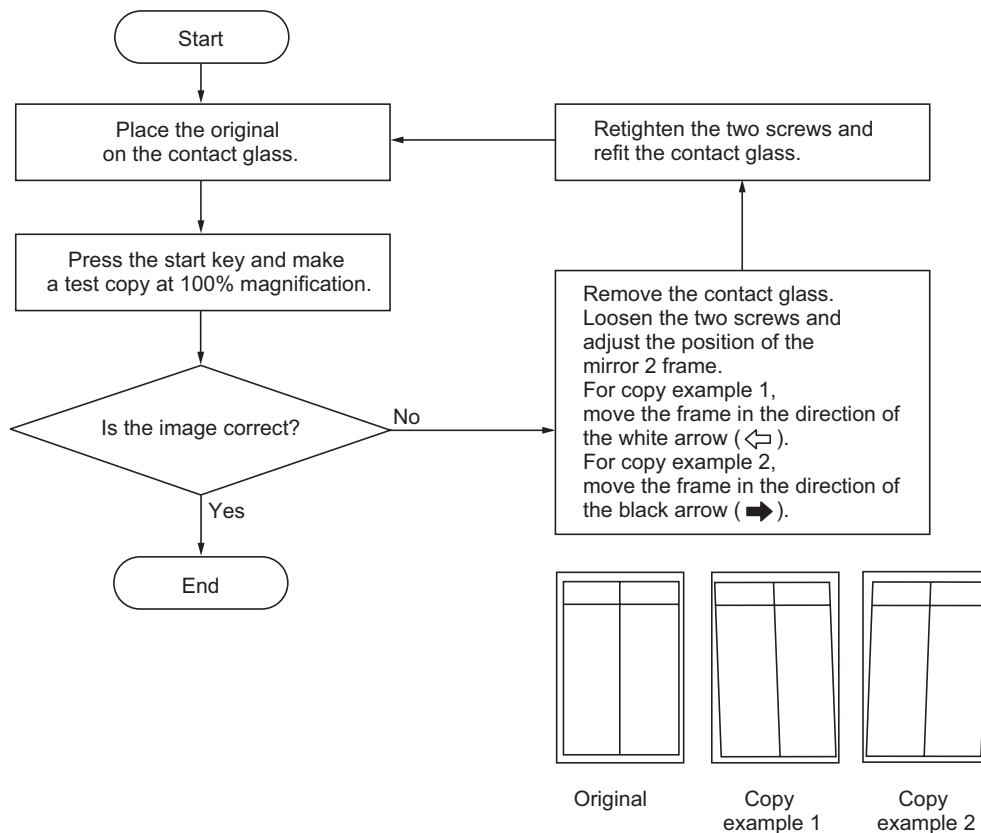 Start
Place the original
on the contact glass.
Press the start key and make
a test copy at 100% magnification.
Is the image correct?
No
Yes
End
Retighten the two screws and
refit the contact glass.
Remove the contact glass.
Loosen the two screws and
adjust the position of the
mirror 2 frame.
For copy example 1,
move the frame in the direction of
the white arrow ( ⇦ ).
For copy example 2,
move the frame in the direction of
the black arrow ( ➡ ).
Original
Copy
example 1
Copy
example 2